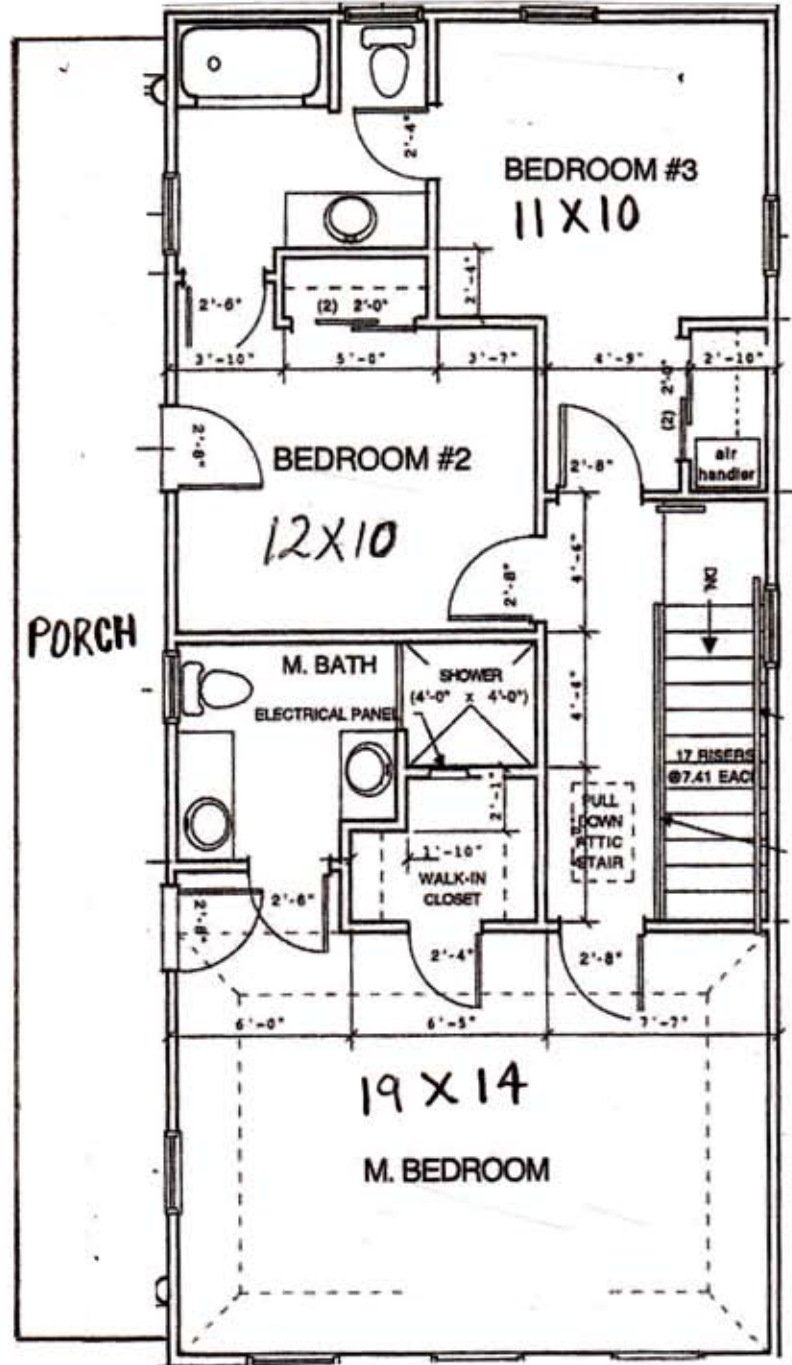 2'-4"
BEDROOM #3
11 X 10
2'-4"
2'-6"
(2) 2'-0"
3'-10"
5'-0"
3'-7"
4'-9"
2'-10"
(2) 2'-0"
2'-8"
BEDROOM #2
2'-8"
air
handler
12X10
2'-8"
4'-6"
DN.
PORCH
M. BATH
SHOWER
(4'-0" x 4'-0")
ELECTRICAL PANEL
4'-4"
17 RISERS
@7.41 EACH
2'-1"
PULL
DOWN
ATTIC
STAIR
1'-10"
WALK-IN
CLOSET
2'-8"
2'-6"
2'-4"
2'-8"
6'-0"
6'-5"
7'-7"
19 X 14
M. BEDROOM